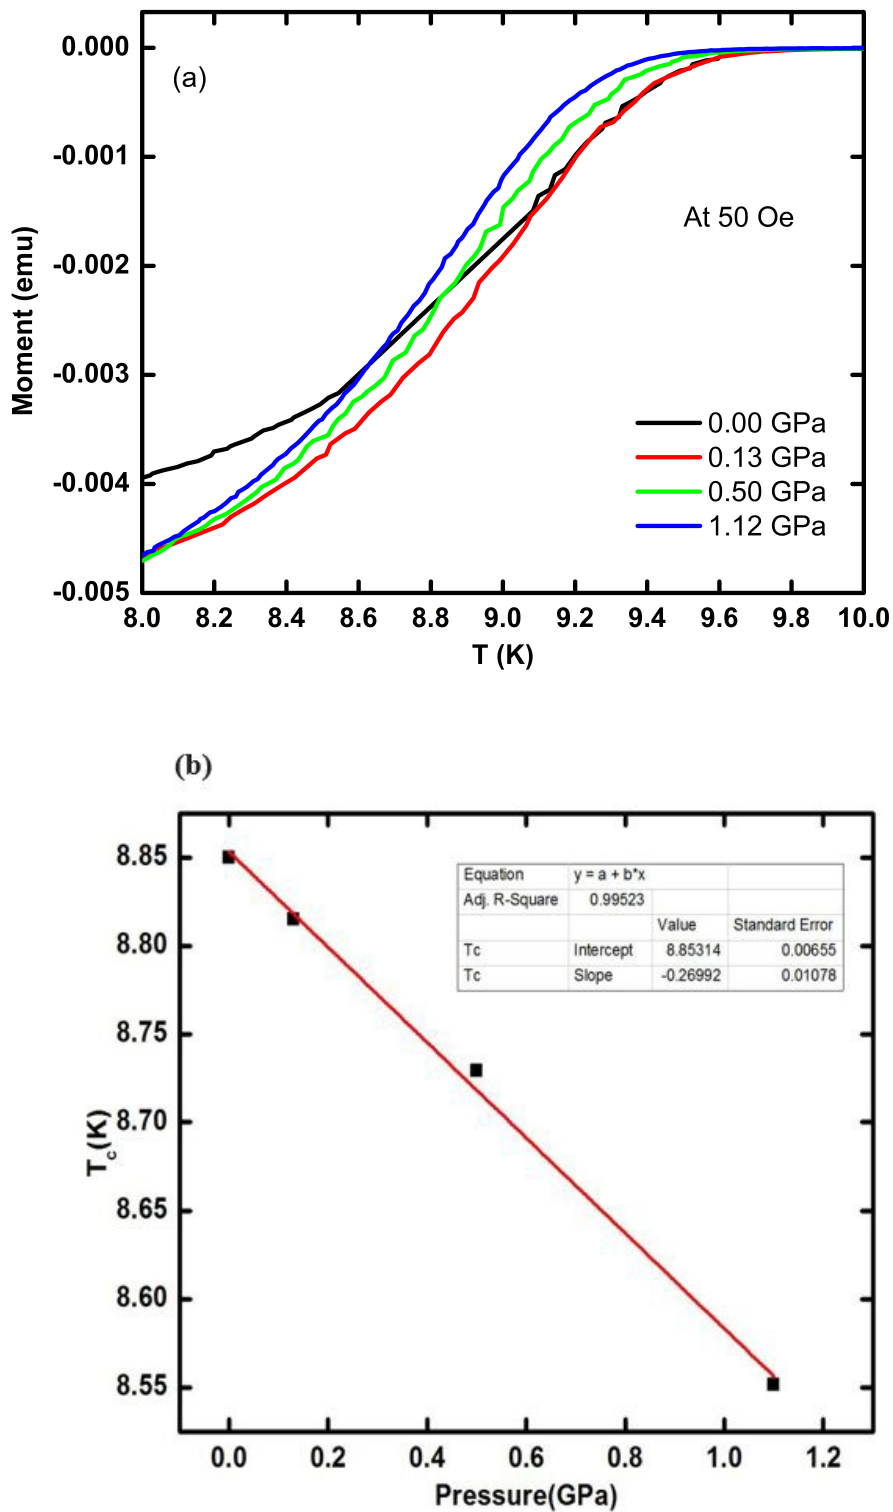 (a)
0.000
-0.001
-0.002
-0.003
-0.004
-0.005
Moment (emu)
At 50 Oe
0.00 GPa
0.13 GPa
0.50 GPa
1.12 GPa
8.0 8.2 8.4 8.6 8.8 9.0 9.2 9.4 9.6 9.8 10.0
T (K)
(b)
8.85
8.80
8.75
8.70
8.65
8.60
8.55
Tc(K)
Equation y = a + b*x
Adj. R-Square 0.99523
Value Standard Error
Tc Intercept 8.85314 0.00655
Tc Slope -0.26992 0.01078
0.0 0.2 0.4 0.6 0.8 1.0 1.2
Pressure(GPa)